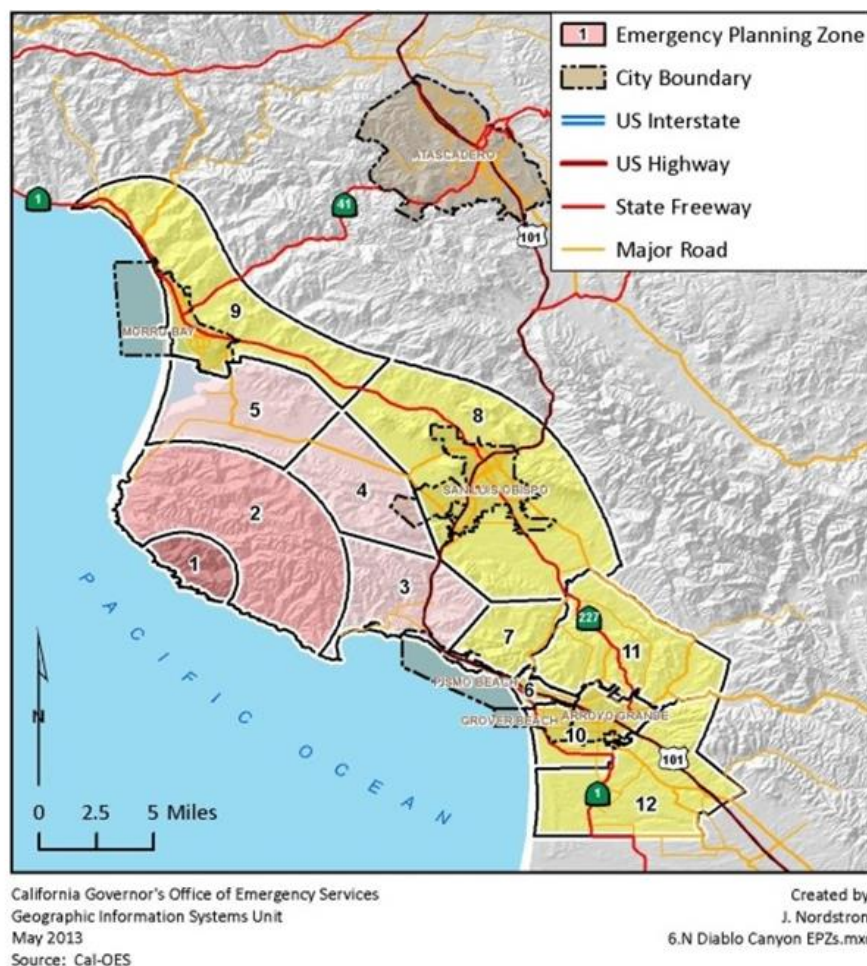 1 Emergency Planning Zone
City Boundary
US Interstate
US Highway
State Freeway
Major Road
ATASCADERO
1
41
101
9
MORRO BAY
5
8
SAN LUIS OBISPO
4
2
1
3
7
227
11
PISMO BEACH
6
GROVER BEACH
ARROYO GRANDE
10
101
1
12
PACIFIC OCEAN
N
0 2.5 5 Miles
California Governor's Office of Emergency Services
Geographic Information Systems Unit
May 2013
Source: Cal-OES
Created by
J. Nordstrom
6.N Diablo Canyon EPZs.mx